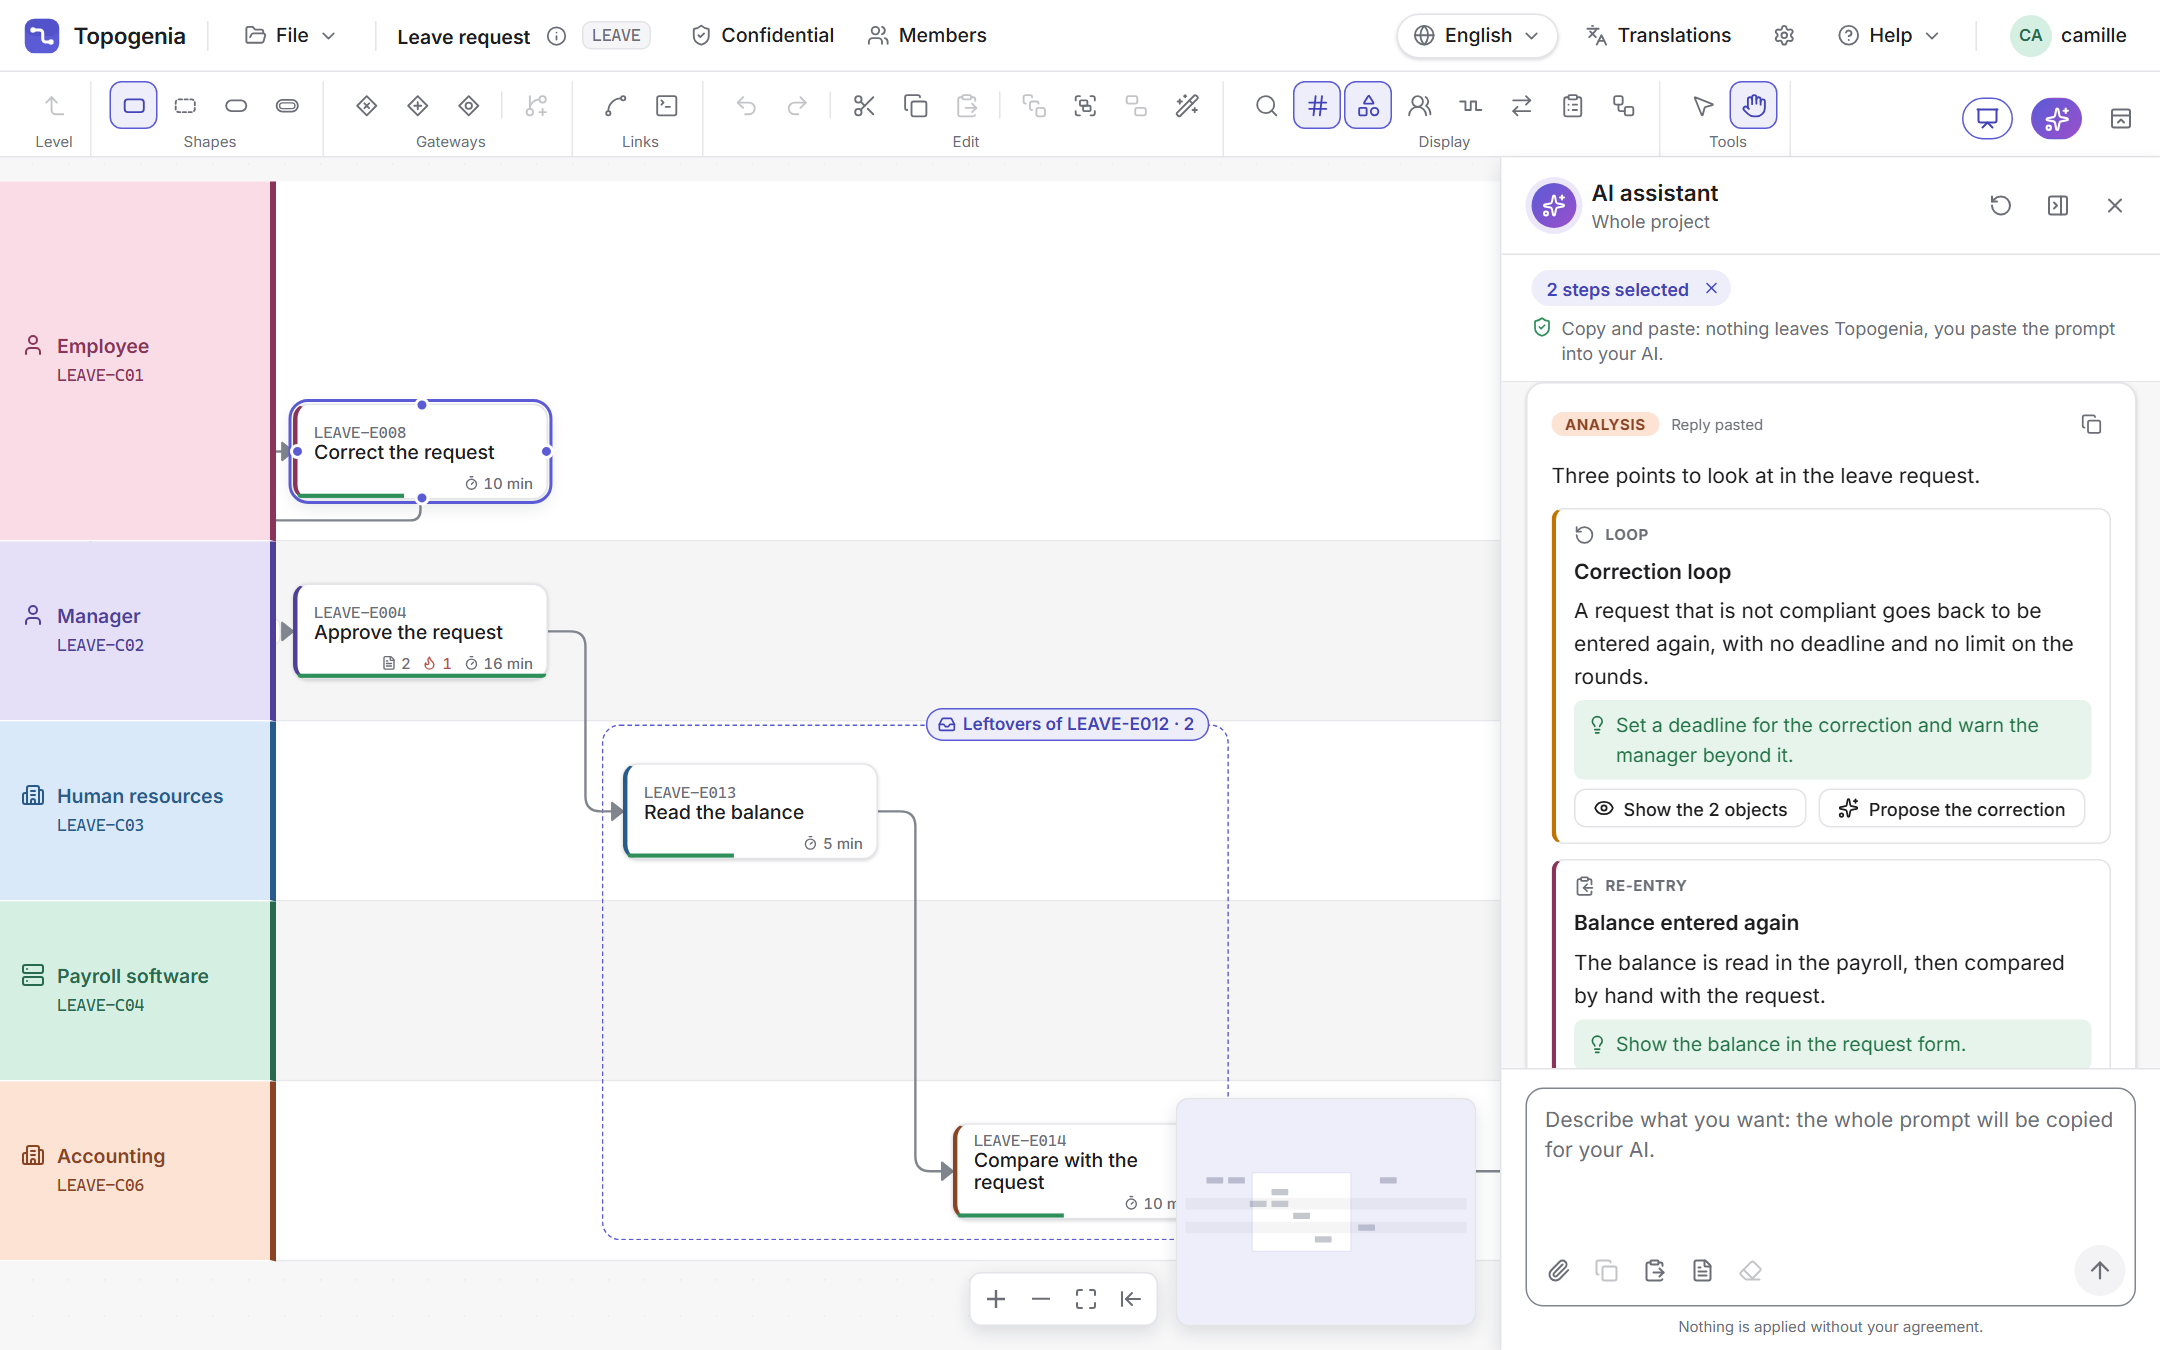 Topogenia
File
Leave request
LEAVE
Confidential
Members
English
Translations
Help
CA
camille
Level
Shapes
Gateways
Links
Edit
Display
Tools
Employee
LEAVE-C01
LEAVE-E008
Correct the request
10 min
Manager
LEAVE-C02
LEAVE-E004
Approve the request
2
1
16 min
Human resources
LEAVE-C03
Leftovers of LEAVE-E012 · 2
LEAVE-E013
Read the balance
5 min
Payroll software
LEAVE-C04
Accounting
LEAVE-C06
LEAVE-E014
Compare with the
request
10 m
AI assistant
Whole project
2 steps selected
Copy and paste: nothing leaves Topogenia, you paste the prompt
into your AI.
ANALYSIS
Reply pasted
Three points to look at in the leave request.
LOOP
Correction loop
A request that is not compliant goes back to be
entered again, with no deadline and no limit on the
rounds.
Set a deadline for the correction and warn the
manager beyond it.
Show the 2 objects
Propose the correction
RE-ENTRY
Balance entered again
The balance is read in the payroll, then compared
by hand with the request.
Show the balance in the request form.
Describe what you want: the whole prompt will be copied
for your AI.
Nothing is applied without your agreement.